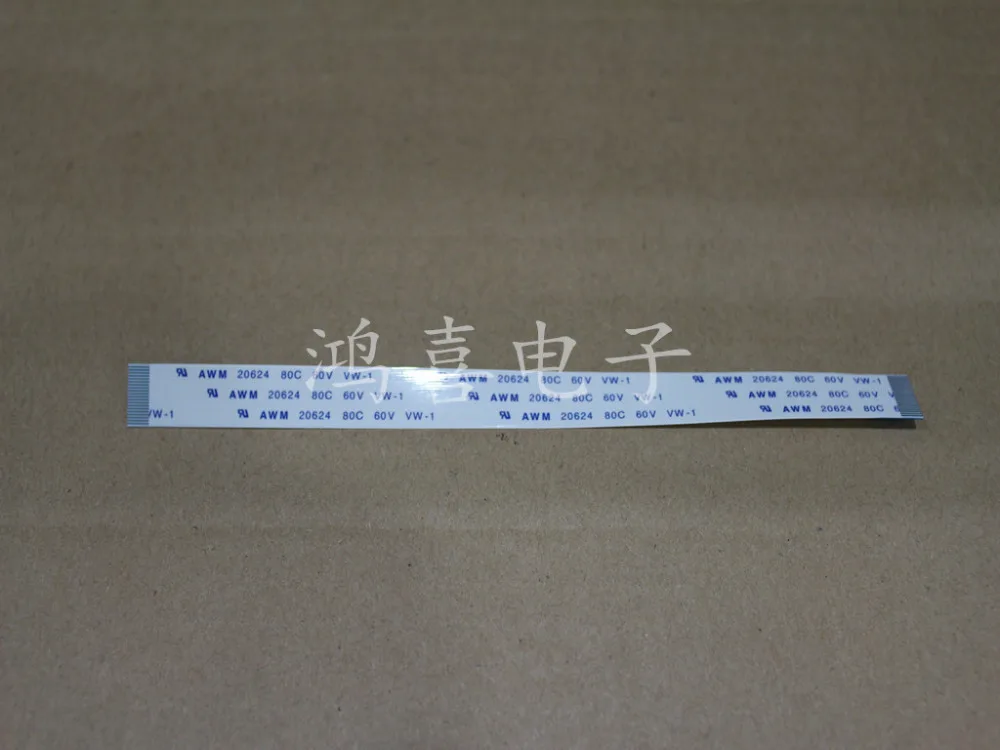 鸿喜电子
AWM 20624 80C 60V VW-1 AWM 20624 80C 60V VW-1 AWM 20624 80C 60V VW-1
AWM 20624 80C 60V VW-1 AWM 20624 80C 60V VW-1 AWM 20624 80C 60V V
VW-1 AWM 20624 80C 60V VW-1 AWM 20624 80C 60V VW-1 AWM 20624 80C 6